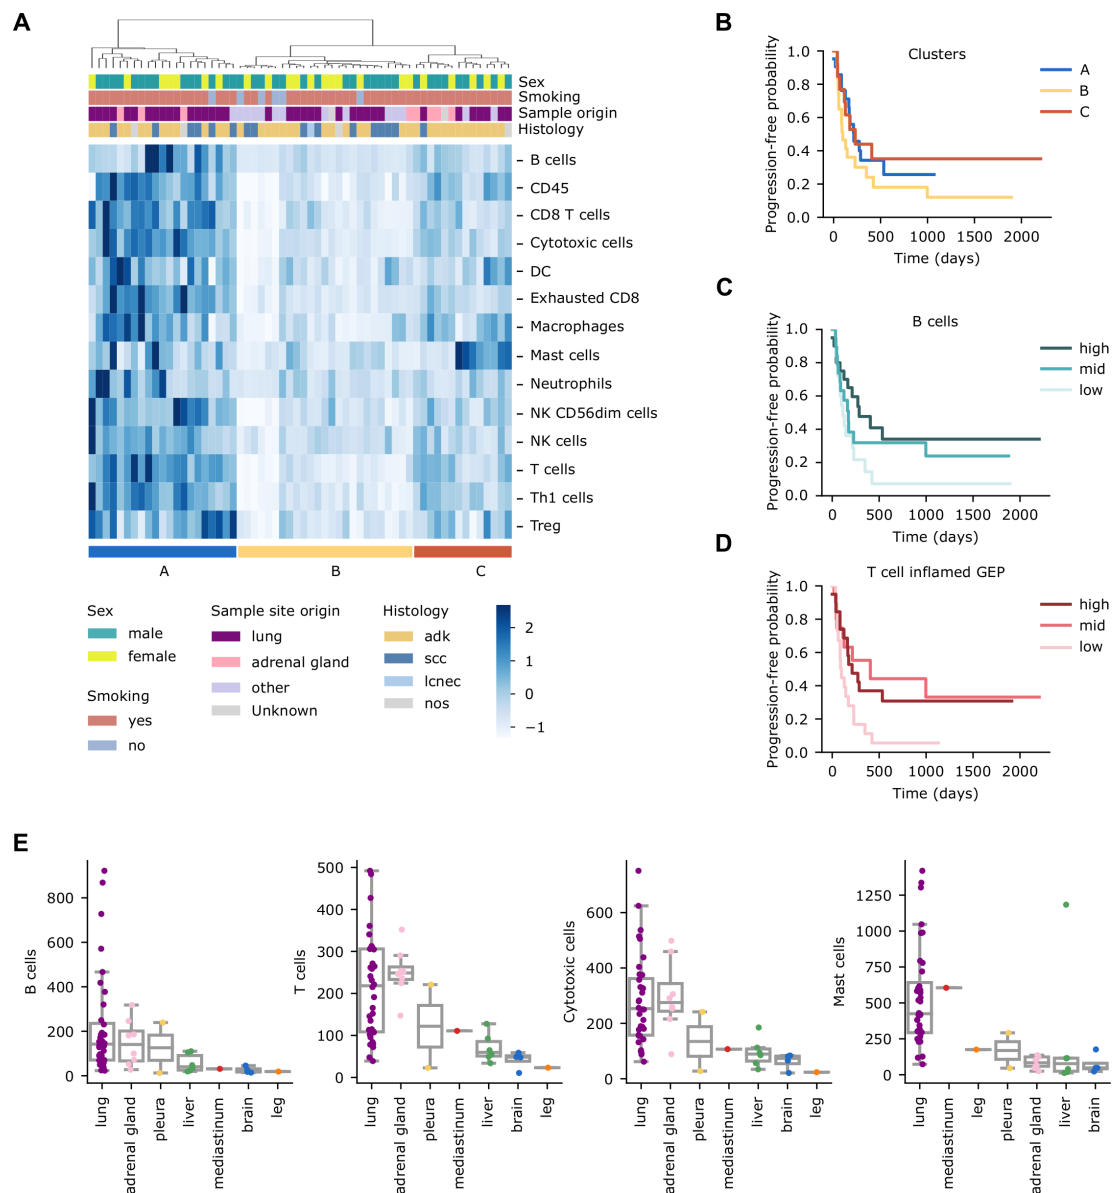 A
Sex
Smoking
Sample origin
Histology
B cells
CD45
CD8 T cells
Cytotoxic cells
DC
Exhausted CD8
Macrophages
Mast cells
Neutrophils
NK CD56dim cells
NK cells
T cells
Th1 cells
Treg
A B C
Sex
male
female
Smoking
yes
no
Sample site origin
lung
adrenal gland
other
Unknown
Histology
adk
scc
lcnec
nos
2
1
0
−1
B
Clusters
Progression-free probability
1.0
0.8
0.6
0.4
0.2
0.0
0 500 1000 1500 2000
Time (days)
A
B
C
C
B cells
Progression-free probability
1.0
0.8
0.6
0.4
0.2
0.0
0 500 1000 1500 2000
Time (days)
high
mid
low
D
T cell inflamed GEP
Progression-free probability
1.0
0.8
0.6
0.4
0.2
0.0
0 500 1000 1500 2000
Time (days)
high
mid
low
E
B cells
800
600
400
200
0
lung
adrenal gland
pleura
liver
mediastinum
brain
leg
T cells
500
400
300
200
100
0
lung
adrenal gland
pleura
mediastinum
liver
brain
leg
Cytotoxic cells
600
400
200
0
lung
adrenal gland
pleura
mediastinum
liver
brain
leg
Mast cells
1250
1000
750
500
250
0
lung
mediastinum
leg
pleura
adrenal gland
liver
brain